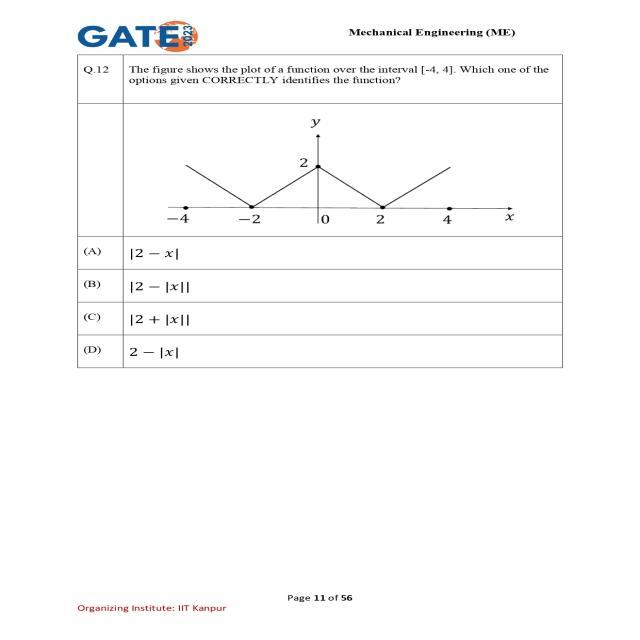 GATE 2023
Mechanical Engineering (ME)
Q.12
The figure shows the plot of a function over the interval [-4, 4]. Which one of the
options given CORRECTLY identifies the function?
y
2
−4 −2 0 2 4 x
(A) |2 − x|
(B) |2 − |x||
(C) |2 + |x||
(D) 2 − |x|
Page 11 of 56
Organizing Institute: IIT Kanpur